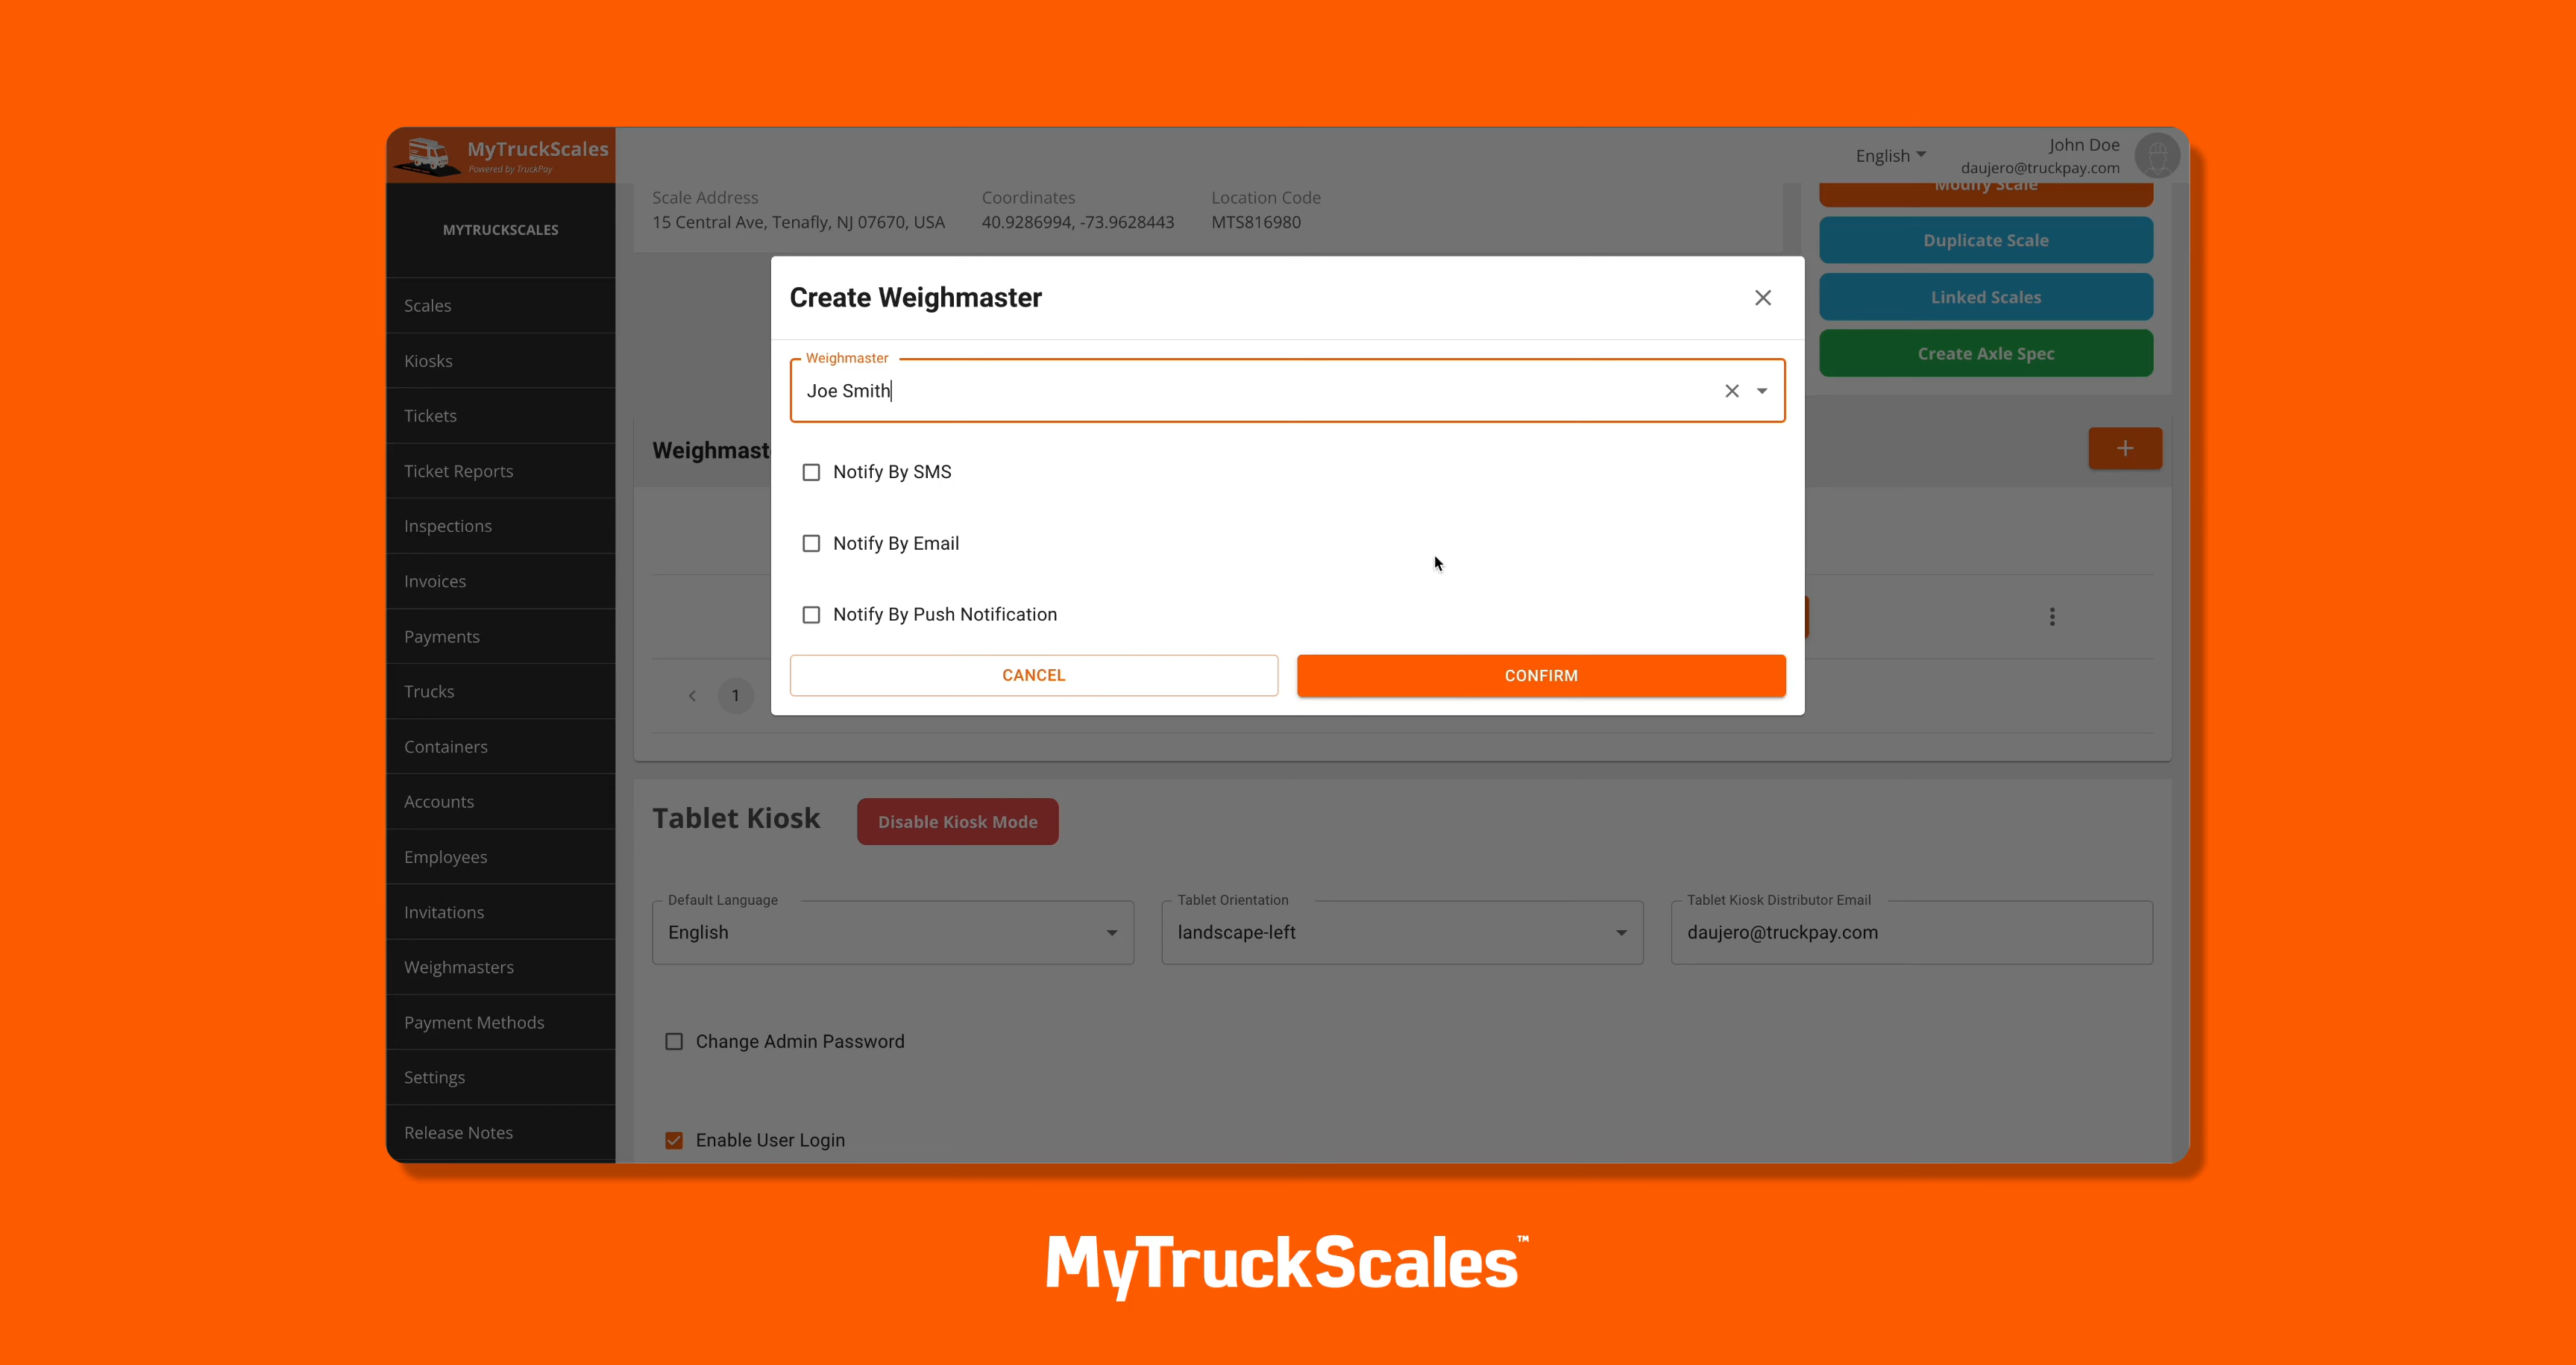 MyTruckScales
Powered by TruckPay
English
John Doe
daujero@truckpay.com
MYTRUCKSCALES
Scales
Kiosks
Tickets
Ticket Reports
Inspections
Invoices
Payments
Trucks
Containers
Accounts
Employees
Invitations
Weighmasters
Payment Methods
Settings
Release Notes
Scale Address
15 Central Ave, Tenafly, NJ 07670, USA
Coordinates
40.9286994, -73.9628443
Location Code
MTS816980
Modify Scale
Duplicate Scale
Linked Scales
Create Axle Spec
Create Weighmaster
Weighmaster
Joe Smith
Notify By SMS
Notify By Email
Notify By Push Notification
CANCEL
CONFIRM
1
Tablet Kiosk
Disable Kiosk Mode
Default Language
English
Tablet Orientation
landscape-left
Tablet Kiosk Distributor Email
daujero@truckpay.com
Change Admin Password
Enable User Login
MyTruckScales™